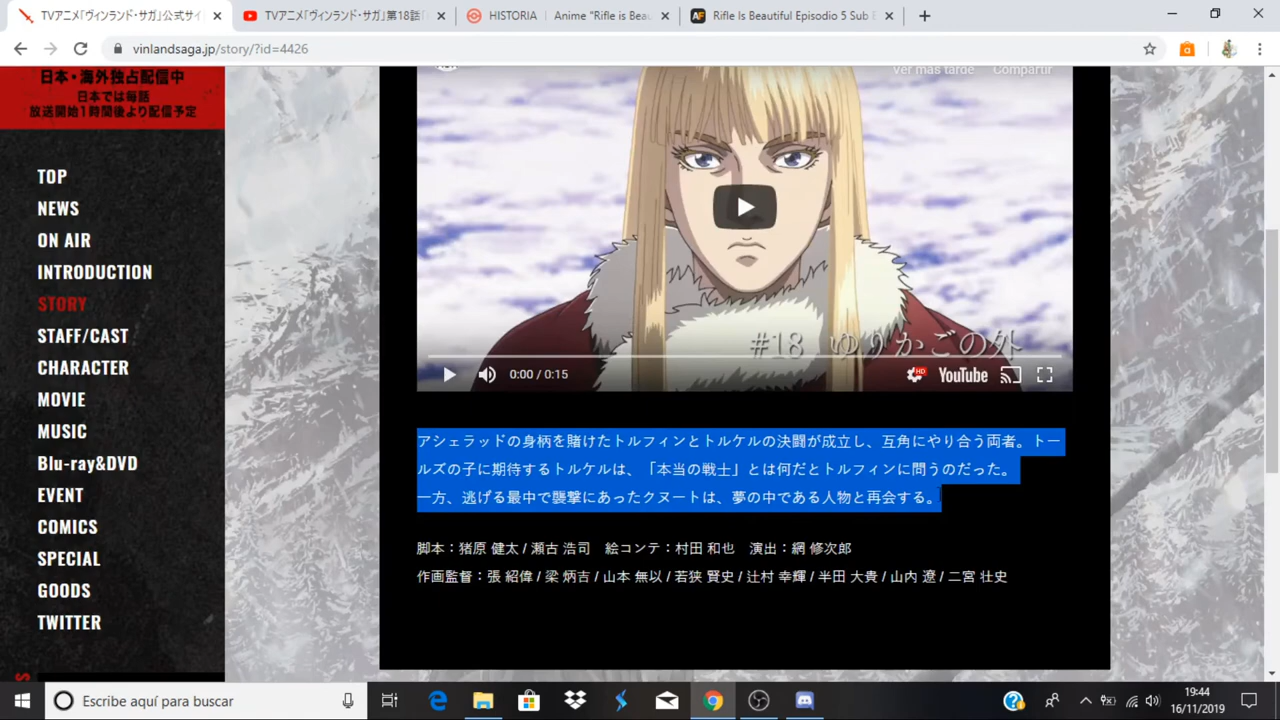 TVアニメ「ヴィンランド・サガ」公式サイ
TVアニメ「ヴィンランド・サガ」第18話「
HISTORIA | Anime "Rifle is Beau
Rifle Is Beautiful Episodio 5 Sub E
vinlandsaga.jp/story/?id=4426
日本・海外独占配信中
日本では毎話
放送開始1時間後より配信予定
TOP
NEWS
ON AIR
INTRODUCTION
STORY
STAFF/CAST
CHARACTER
MOVIE
MUSIC
Blu-ray&DVD
EVENT
COMICS
SPECIAL
GOODS
TWITTER
Ver más tarde Compartir
#18 ゆりかごの外
0:00 / 0:15
HD
YouTube
アシェラッドの身柄を賭けたトルフィンとトルケルの決闘が成立し、互角にやり合う両者。トー
ルズの子に期待するトルケルは、「本当の戦士」とは何だとトルフィンに問うのだった。
一方、逃げる最中で襲撃にあったクヌートは、夢の中である人物と再会する。
脚本：猪原 健太 / 瀬古 浩司　絵コンテ：村田 和也　演出：網 修次郎
作画監督：張 紹偉 / 梁 炳吉 / 山本 無以 / 若狭 賢史 / 辻村 幸輝 / 半田 大貴 / 山内 遼 / 二宮 壮史
Escribe aquí para buscar
19:44
16/11/2019